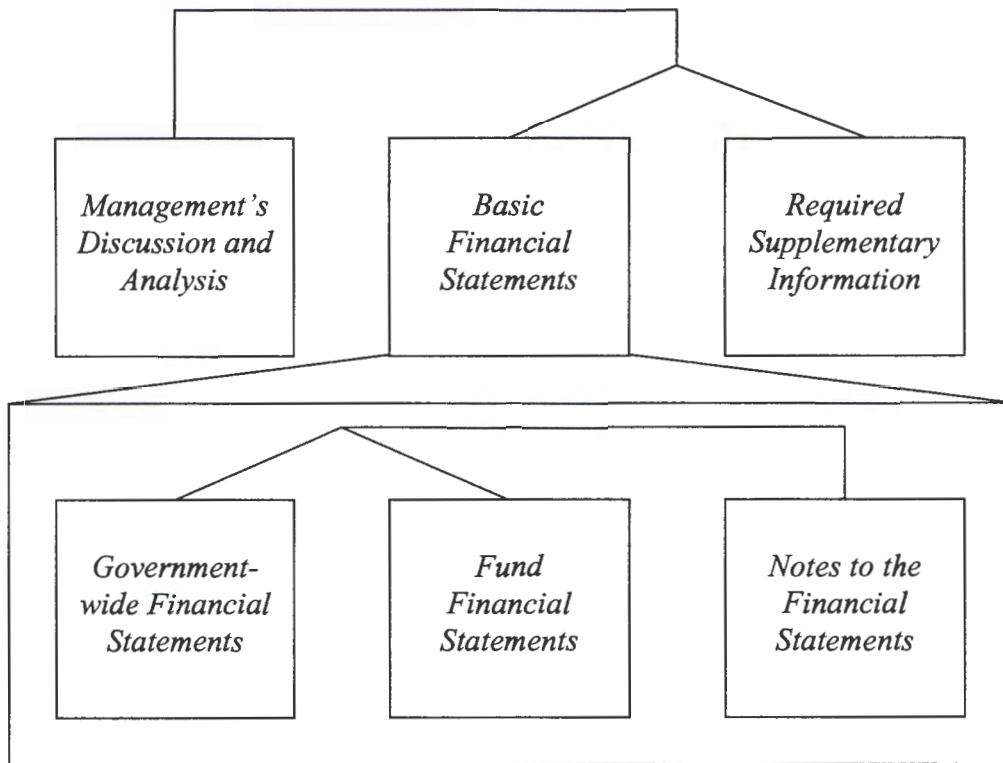 Management's
Discussion and
Analysis
Basic
Financial
Statements
Required
Supplementary
Information
Government-
wide Financial
Statements
Fund
Financial
Statements
Notes to the
Financial
Statements